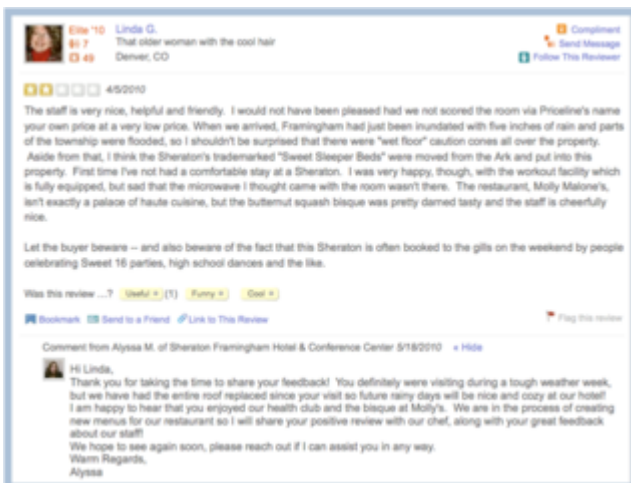 Elite '10
7
49
Linda G.
That older woman with the cool hair
Denver, CO
Compliment
Send Message
Follow This Reviewer
4/5/2010
The staff is very nice, helpful and friendly. I would not have been pleased had we not scored the room via Priceline's name
your own price at a very low price. When we arrived, Framingham had just been inundated with five inches of rain and parts
of the township were flooded, so I shouldn't be surprised that there were "wet floor" caution cones all over the property.
Aside from that, I think the Sheraton's trademarked "Sweet Sleeper Beds" were moved from the Ark and put into this
property. First time I've not had a comfortable stay at a Sheraton. I was very happy, though, with the workout facility which
is fully equipped, but sad that the microwave I thought came with the room wasn't there. The restaurant, Molly Malone's,
isn't exactly a palace of haute cuisine, but the butternut squash bisque was pretty darned tasty and the staff is cheerfully
nice.
Let the buyer beware -- and also beware of the fact that this Sheraton is often booked to the gills on the weekend by people
celebrating Sweet 16 parties, high school dances and the like.
Was this review ...? Useful (1) Funny Cool
Bookmark Send to a Friend Link to This Review
Flag this review
Comment from Alyssa M. of Sheraton Framingham Hotel & Conference Center 5/18/2010 « Hide
Hi Linda,
Thank you for taking the time to share your feedback! You definitely were visiting during a tough weather week,
but we have had the entire roof replaced since your visit so future rainy days will be nice and cozy at our hotel!
I am happy to hear that you enjoyed our health club and the bisque at Molly's. We are in the process of creating
new menus for our restaurant so I will share your positive review with our chef, along with your great feedback
about our staff!
We hope to see again soon, please reach out if I can assist you in any way.
Warm Regards,
Alyssa